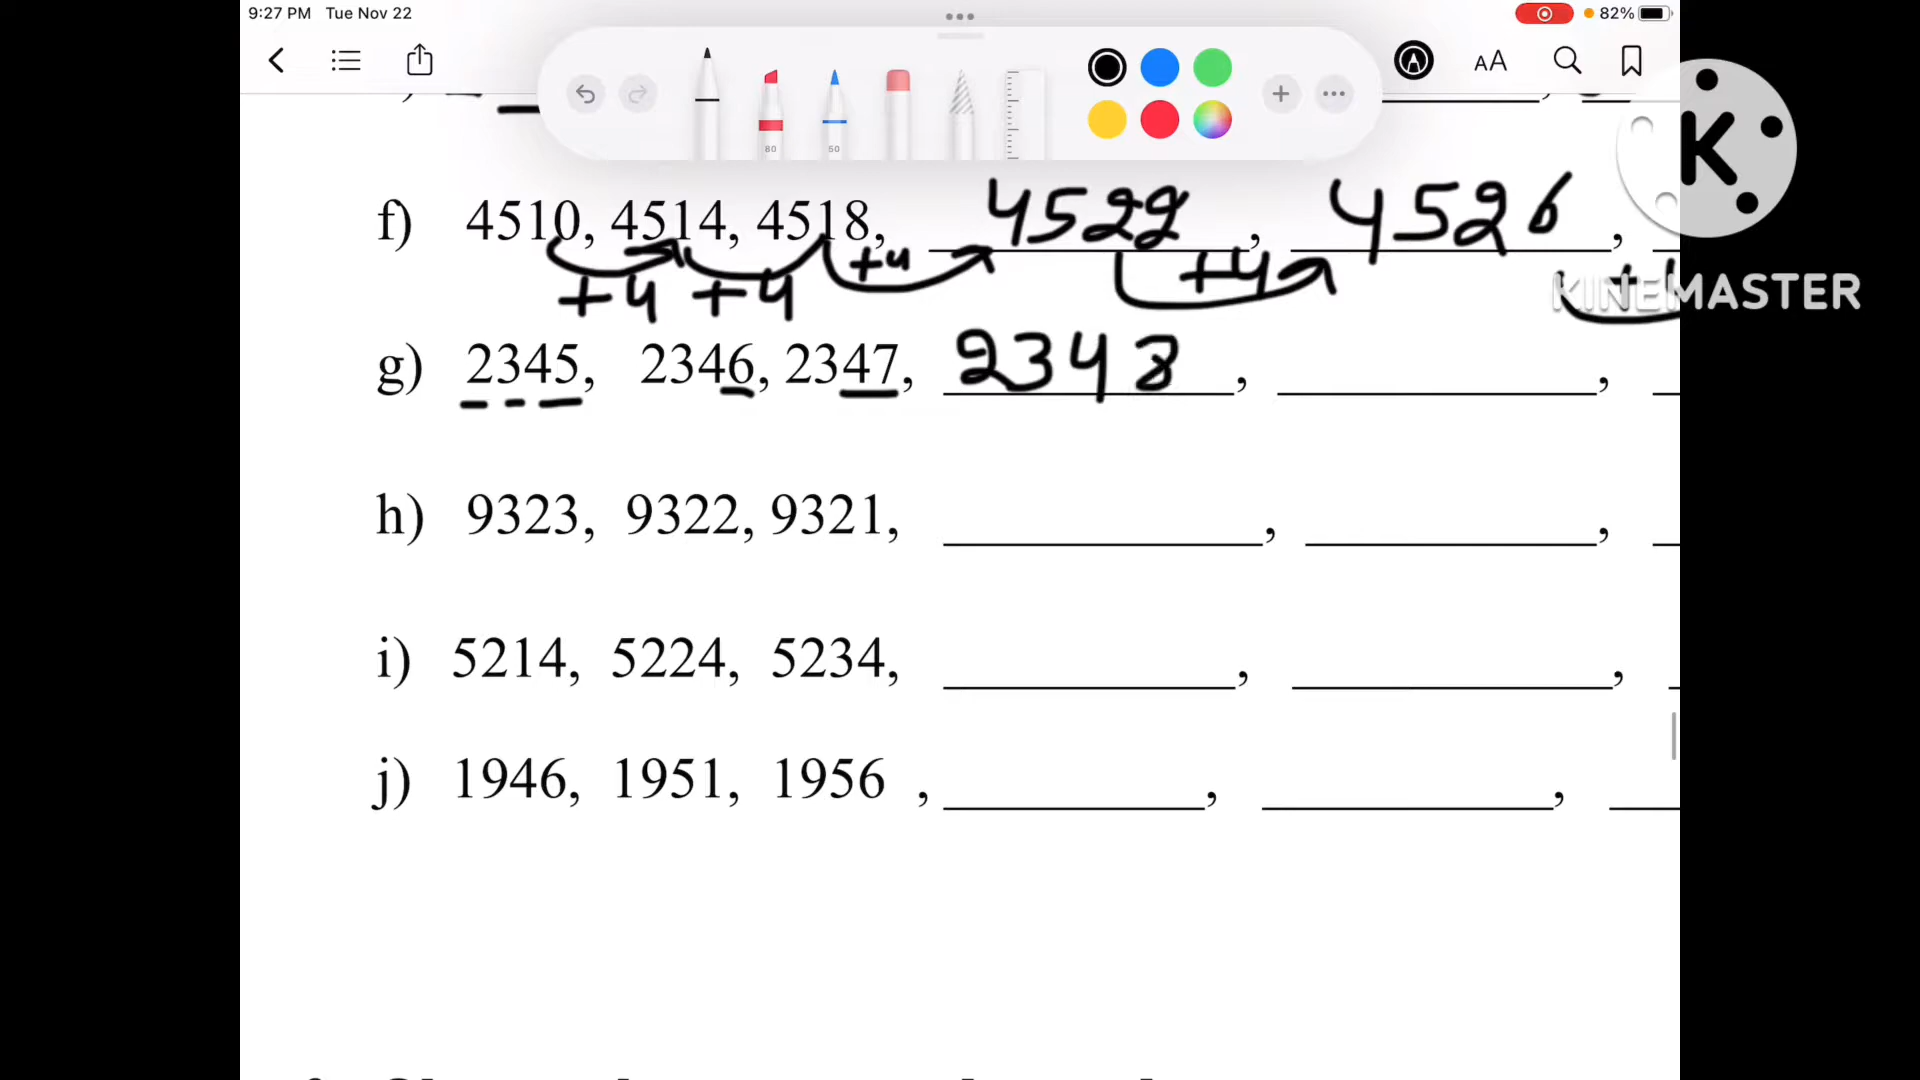 9:27 PM Tue Nov 22 82%
AA
80 50
K
KINEMASTER
f) 4510, 4514, 4518, 4522, 4526,
+4 +4 +4 +4
g) 2345, 2346, 2347, 2348,
h) 9323, 9322, 9321,
i) 5214, 5224, 5234,
j) 1946, 1951, 1956 ,